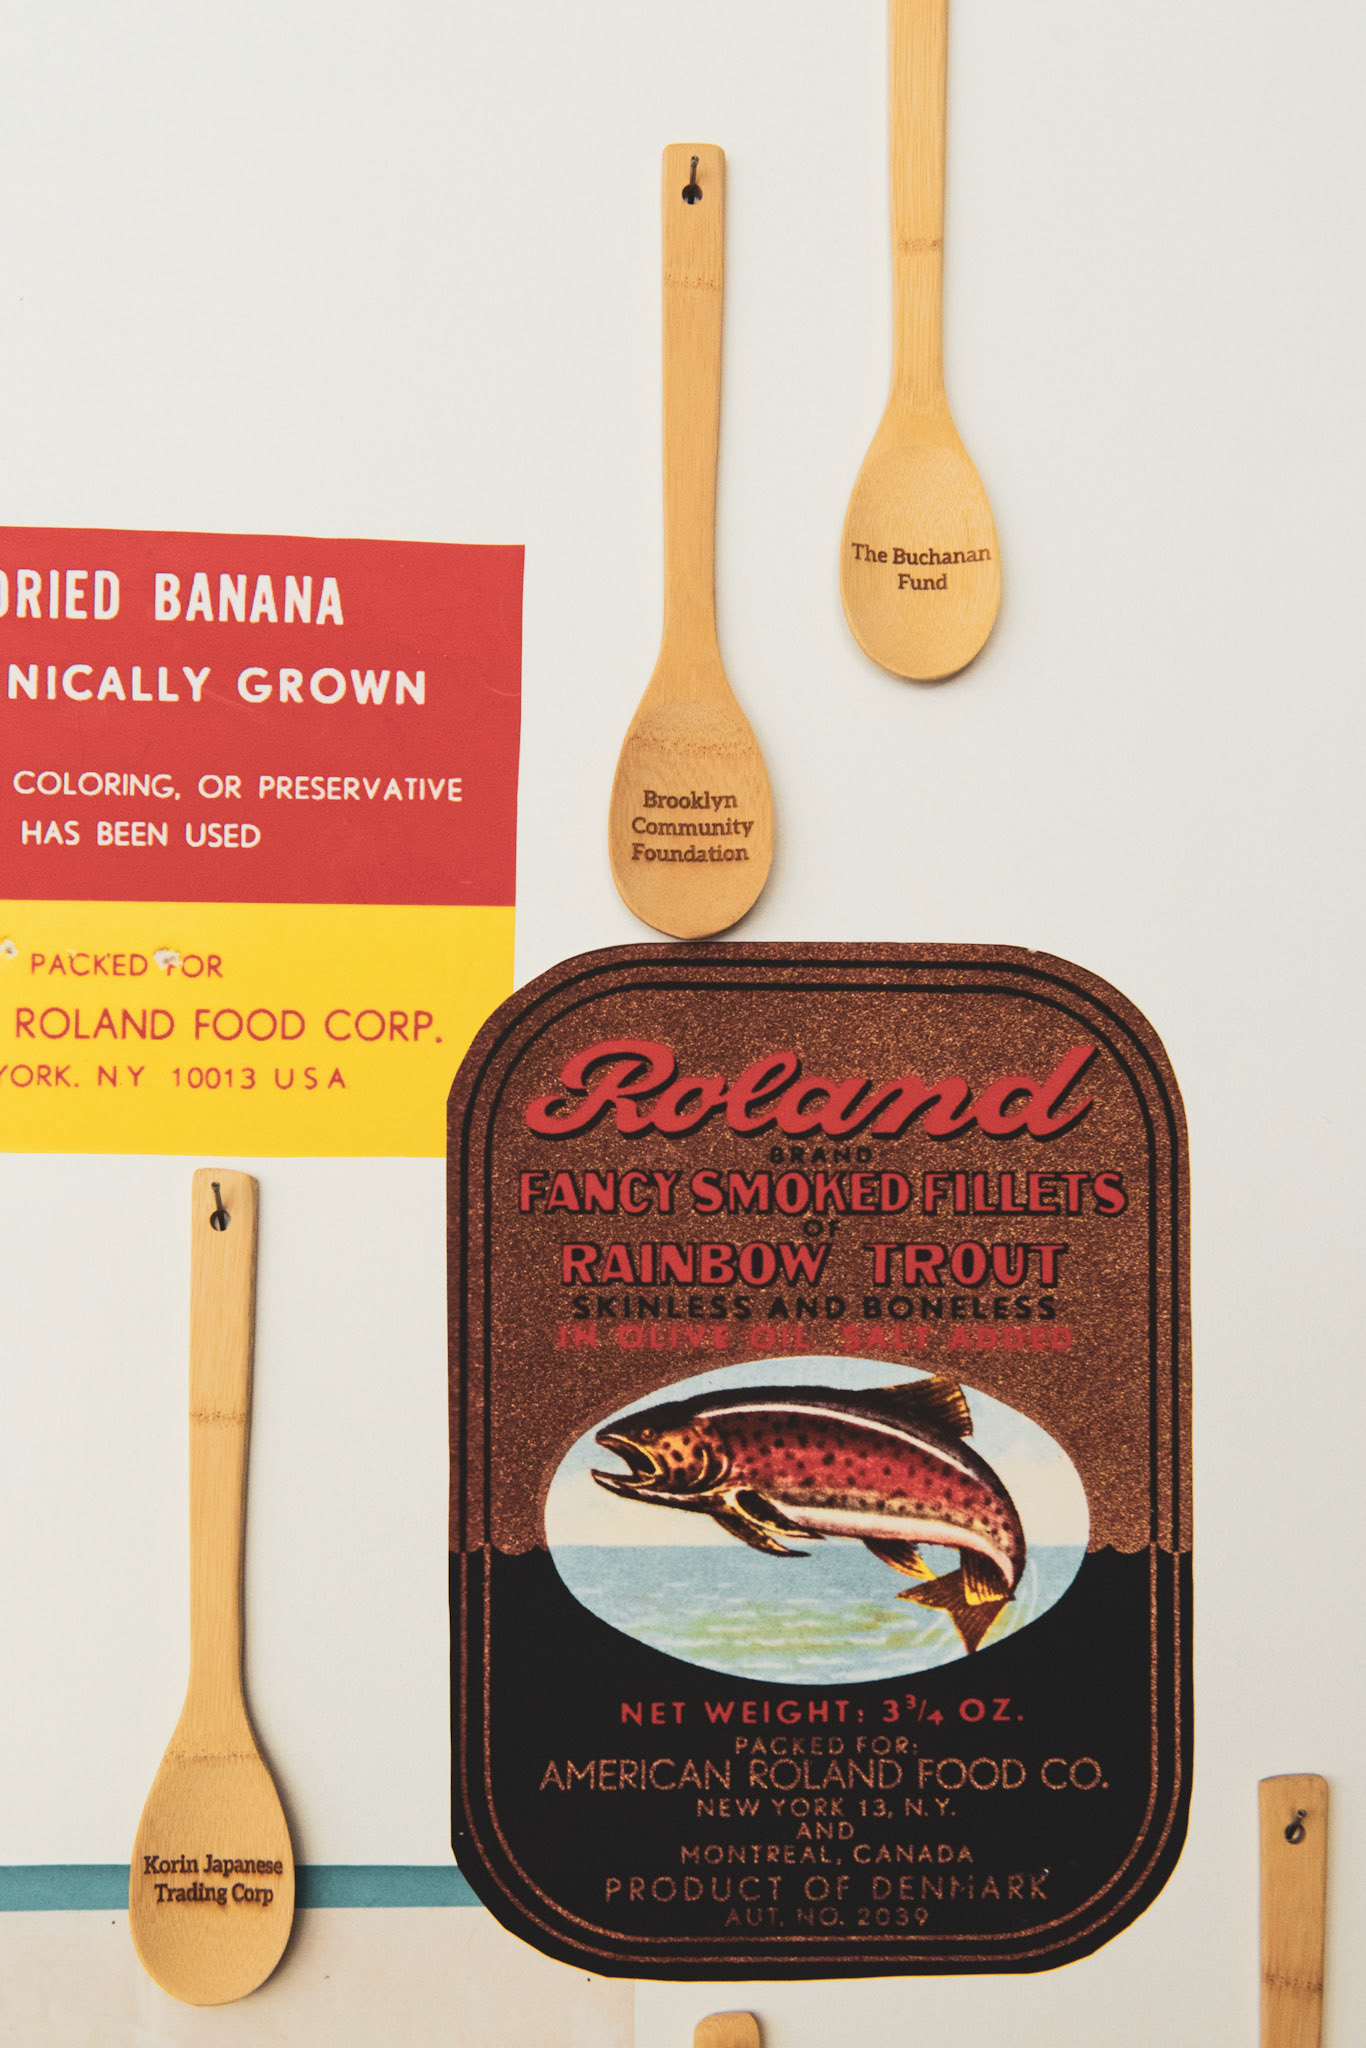 The Buchanan
Fund
Brooklyn
Community
Foundation
DRIED BANANA
NICALLY GROWN
COLORING, OR PRESERVATIVE
HAS BEEN USED
PACKED FOR
ROLAND FOOD CORP.
YORK. N.Y 10013 USA
Roland
BRAND
FANCY SMOKED FILLETS
OF
RAINBOW TROUT
SKINLESS AND BONELESS
IN OLIVE OIL SALT ADDED
NET WEIGHT: 3 3/4 OZ.
PACKED FOR:
AMERICAN ROLAND FOOD CO.
NEW YORK 13, N.Y.
AND
MONTREAL, CANADA
PRODUCT OF DENMARK
AUT. NO. 2039
Korin Japanese
Trading Corp